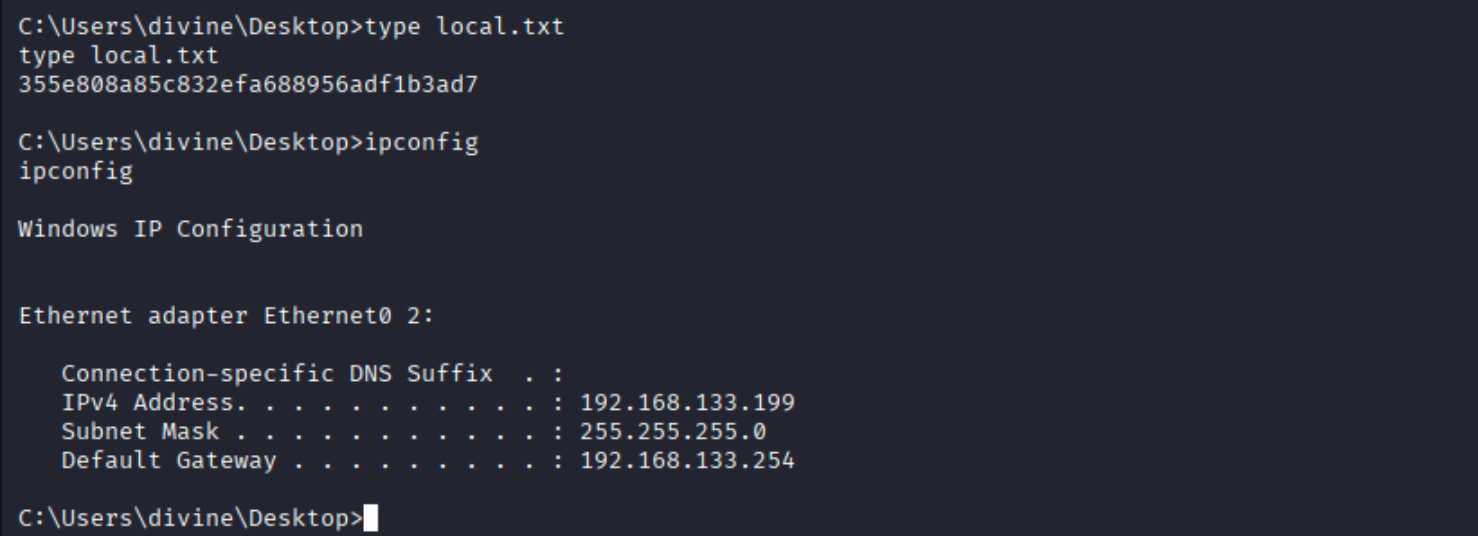 C:\Users\divine\Desktop>type local.txt
type local.txt
355e808a85c832efa688956adf1b3ad7
C:\Users\divine\Desktop>ipconfig
ipconfig
Windows IP Configuration
Ethernet adapter Ethernet0 2:
Connection-specific DNS Suffix  . :
IPv4 Address. . . . . . . . . . . : 192.168.133.199
Subnet Mask . . . . . . . . . . . : 255.255.255.0
Default Gateway . . . . . . . . . : 192.168.133.254
C:\Users\divine\Desktop>